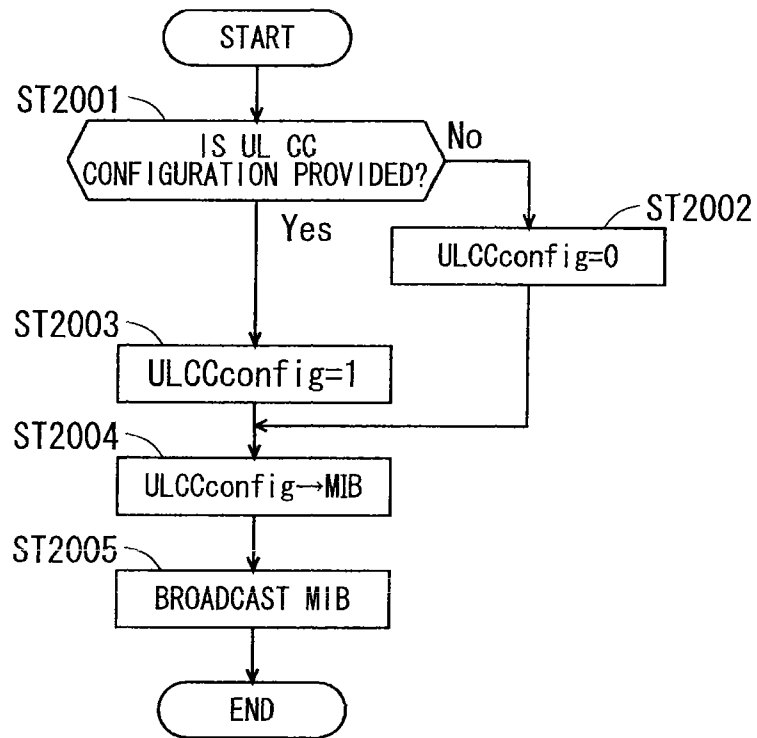 START
ST2001
IS UL CC
CONFIGURATION PROVIDED?
No
Yes
ST2002
ULCCconfig=0
ST2003
ULCCconfig=1
ST2004
ULCCconfig→MIB
ST2005
BROADCAST MIB
END